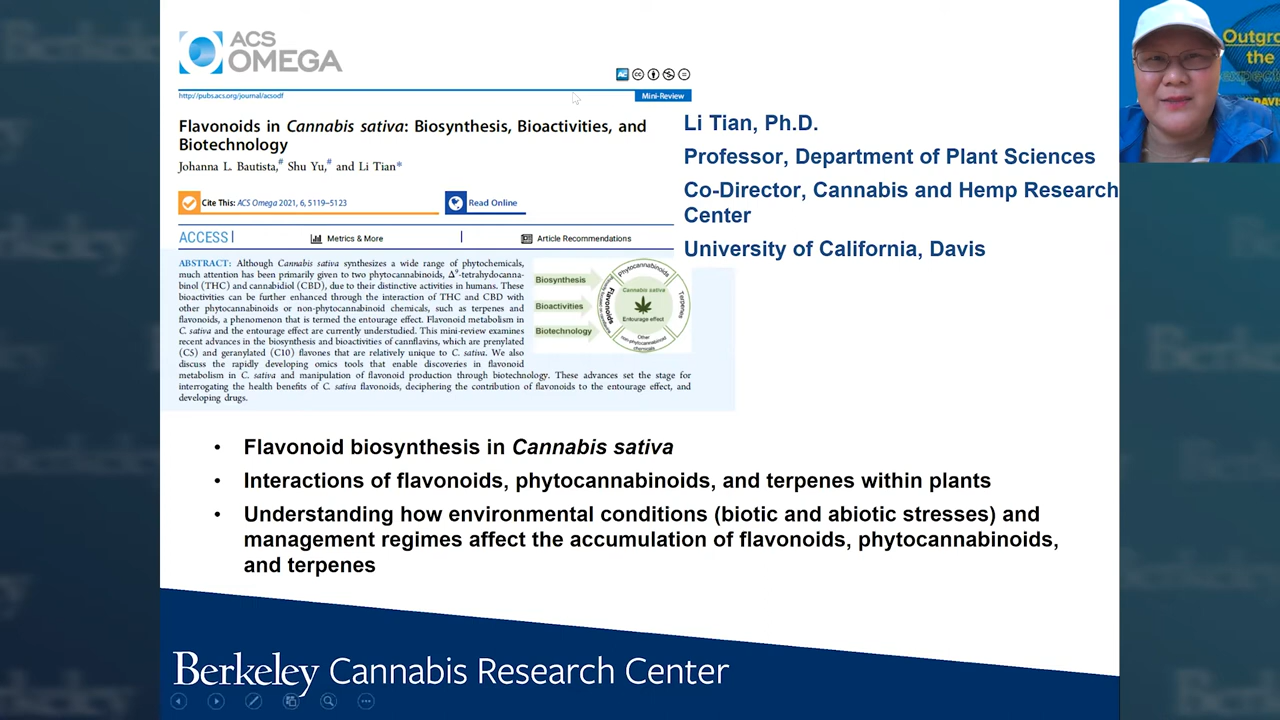 ACS
OMEGA
http://pubs.acs.org/journal/acsodf
Mini-Review
Flavonoids in Cannabis sativa: Biosynthesis, Bioactivities, and
Biotechnology
Johanna L. Bautista,# Shu Yu,# and Li Tian*
Cite This: ACS Omega 2021, 6, 5119–5123
Read Online
ACCESS
Metrics & More
Article Recommendations
ABSTRACT: Although Cannabis sativa synthesizes a wide range of phytochemicals,
much attention has been primarily given to two phytocannabinoids, Δ⁹-tetrahydocanna-
binol (THC) and cannabidiol (CBD), due to their distinctive activities in humans. These
bioactivities can be further enhanced through the interaction of THC and CBD with
other phytocannabinoids or non-phytocannabinoid chemicals, such as terpenes and
flavonoids, a phenomenon that is termed the entourage effect. Flavonoid metabolism in
C. sativa and the entourage effect are currently understudied. This mini-review examines
recent advances in the biosynthesis and bioactivities of cannflavins, which are prenylated
(C5) and geranylated (C10) flavones that are relatively unique to C. sativa. We also
discuss the rapidly developing omics tools that enable discoveries in flavonoid
metabolism in C. sativa and manipulation of flavonoid production through biotechnology. These advances set the stage for
interrogating the health benefits of C. sativa flavonoids, deciphering the contribution of flavonoids to the entourage effect, and
developing drugs.
Biosynthesis
Bioactivities
Biotechnology
Phytocannabinoids
Cannabis sativa
Flavonoids
Terpenes
Entourage effect
Other
non-phytocannabinoid
chemicals
Li Tian, Ph.D.
Professor, Department of Plant Sciences
Co-Director, Cannabis and Hemp Research
Center
University of California, Davis
Outgro
the
DAVIS
• Flavonoid biosynthesis in Cannabis sativa
• Interactions of flavonoids, phytocannabinoids, and terpenes within plants
• Understanding how environmental conditions (biotic and abiotic stresses) and
management regimes affect the accumulation of flavonoids, phytocannabinoids,
and terpenes
Berkeley Cannabis Research Center